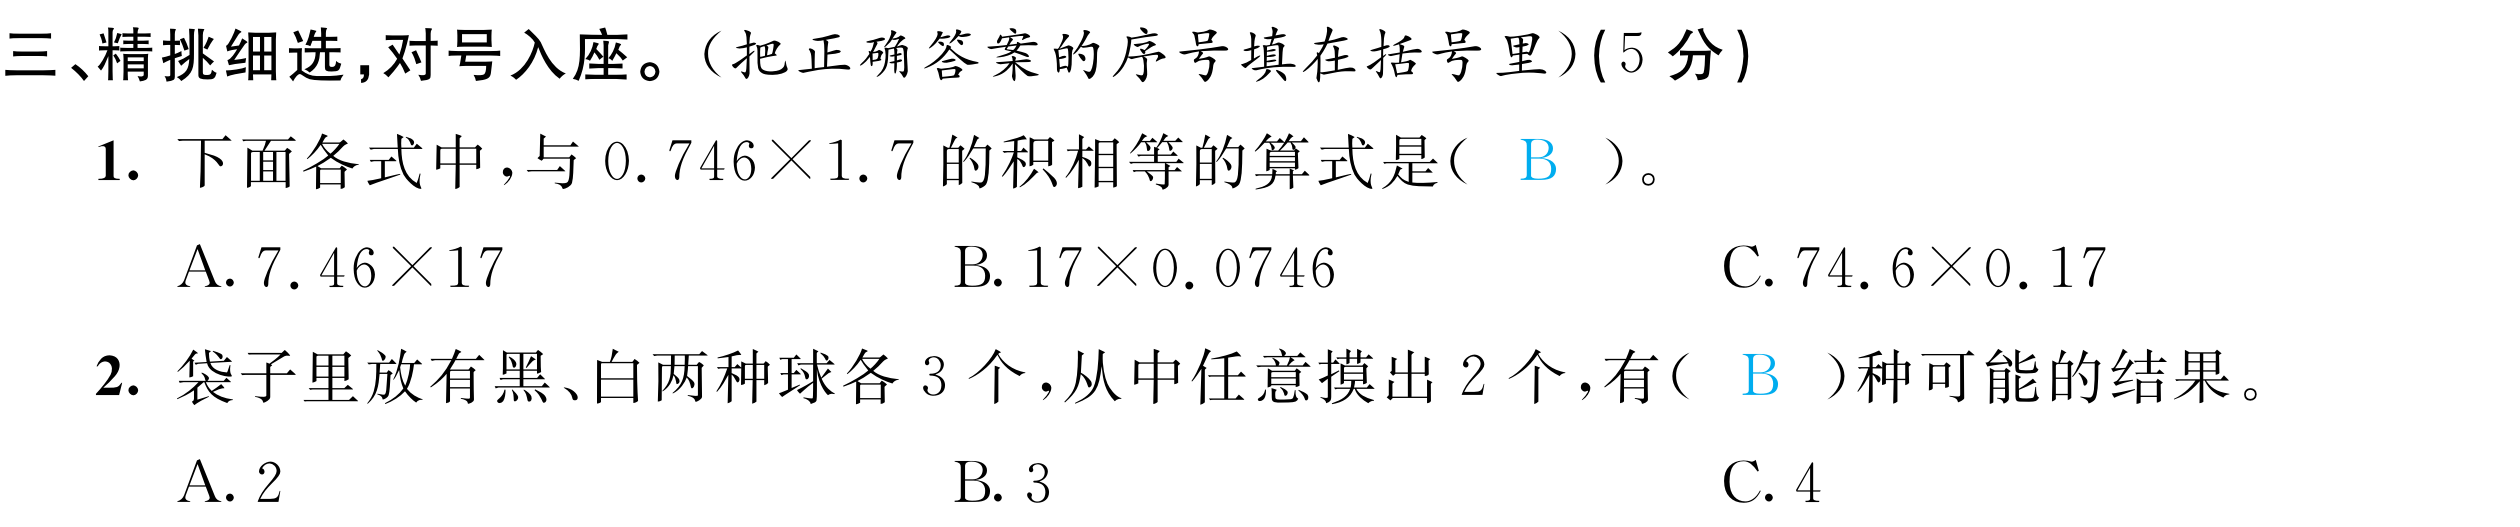 三、精挑细选,对号入座。(把正确答案的序号填在括号里)(5分)
1. 下面各式中,与0.746×1.7的积相等的算式是( B )。
A.7.46×17 B.17×0.0746 C.74.6×0.17
2. 盒子里放着黑、白两种棋各3个,从中任意摸出2个,有( B )种可能的结果。
A.2 B.3 C.4